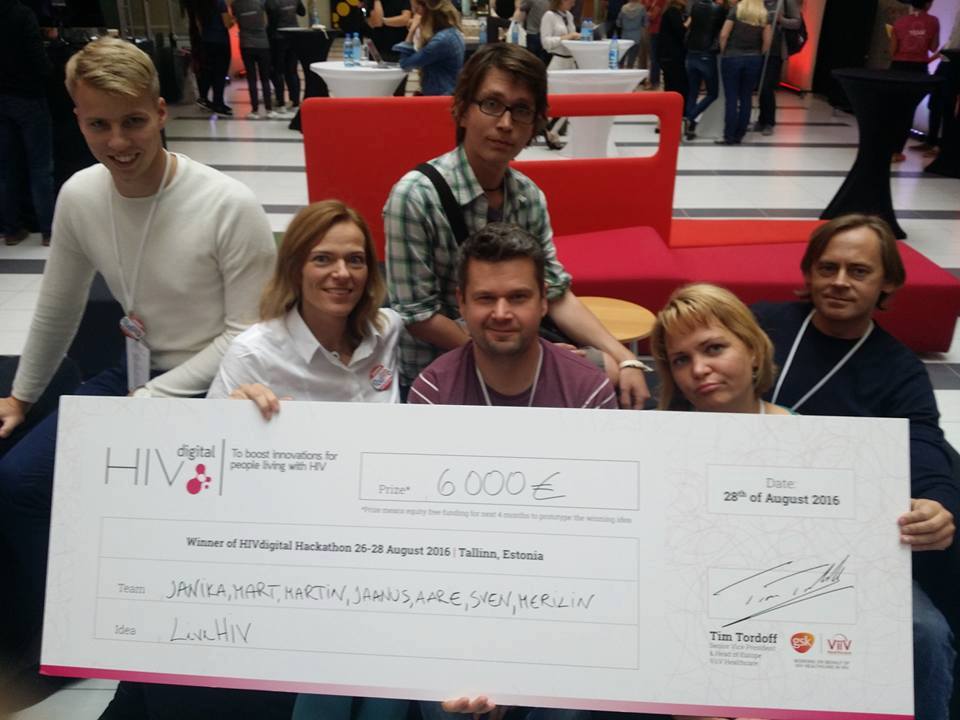 HIV digital
To boost innovations for
people living with HIV
Prize* 6 000 €
*Prize means equity free funding for next 4 months to prototype the winning idea
Date:
28th of August 2016
Winner of HIVdigital Hackathon 26-28 August 2016 | Tallinn, Estonia
Team JANIKA, MART, MARTIN, JAANUS, AARE, SVEN, MERILIN
Idea LiveHIV
Tim Tordoff
Senior Vice President
& Head of Europe
ViiV Healthcare
gsk
ViiV
Healthcare